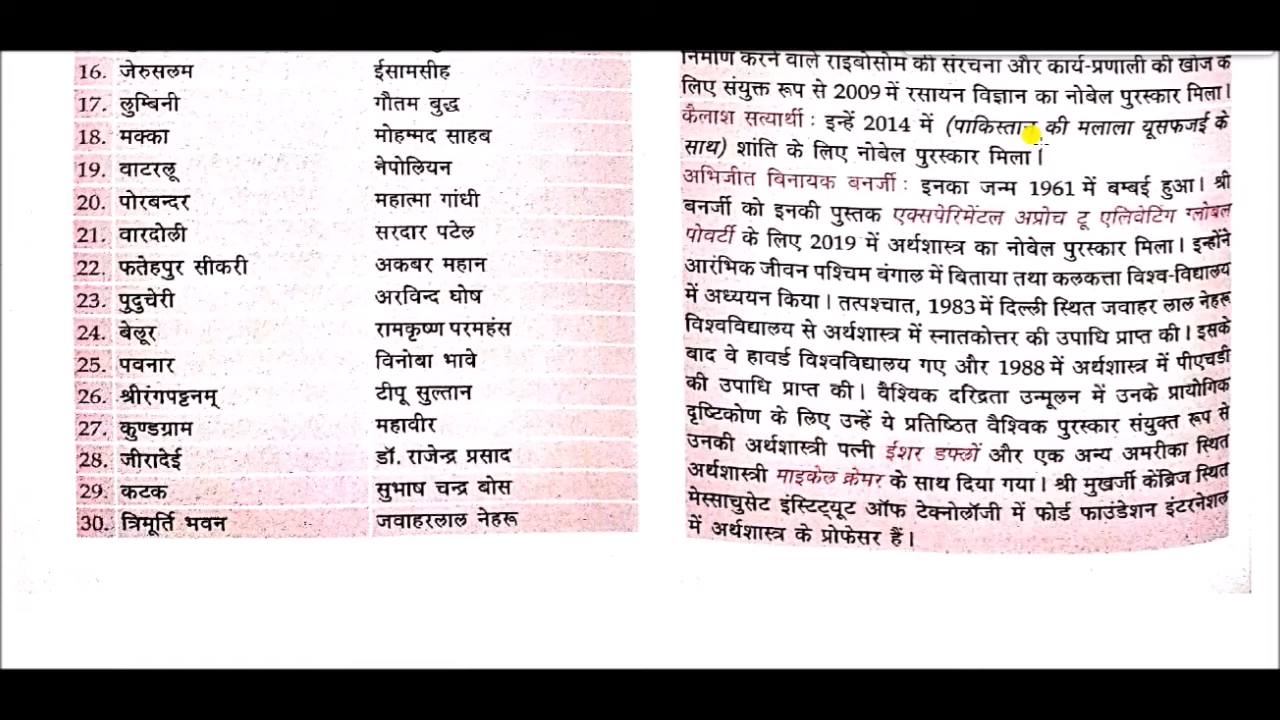 16. जेरुसलम ईसामसीह
17. लुम्बिनी गौतम बुद्ध
18. मक्का मोहम्मद साहब
19. वाटरलू नेपोलियन
20. पोरबन्दर महात्मा गांधी
21. वारदोली सरदार पटेल
22. फतेहपुर सीकरी अकबर महान
23. पुदुचेरी अरविन्द घोष
24. बेलूर रामकृष्ण परमहंस
25. पवनार विनोबा भावे
26. श्रीरंगपट्टनम् टीपू सुल्तान
27. कुण्डग्राम महावीर
28. जीरादेई डॉ. राजेन्द्र प्रसाद
29. कटक सुभाष चन्द्र बोस
30. त्रिमूर्ति भवन जवाहरलाल नेहरू
निर्माण करने वाले राइबोसोम की संरचना और कार्य-प्रणाली की खोज के
लिए संयुक्त रूप से 2009 में रसायन विज्ञान का नोबेल पुरस्कार मिला।
कैलाश सत्यार्थी : इन्हें 2014 में (पाकिस्तान की मलाला यूसफजई के
साथ) शांति के लिए नोबेल पुरस्कार मिला।
अभिजीत विनायक बनर्जी : इनका जन्म 1961 में बम्बई हुआ। श्री
बनर्जी को इनकी पुस्तक एक्सपेरिमेंटल अप्रोच टू एलिवेटिंग ग्लोबल
पोवर्टी के लिए 2019 में अर्थशास्त्र का नोबेल पुरस्कार मिला। इन्होंने
आरंभिक जीवन पश्चिम बंगाल में बिताया तथा कलकत्ता विश्व-विद्यालय
में अध्ययन किया। तत्पश्चात, 1983 में दिल्ली स्थित जवाहर लाल नेहरू
विश्वविद्यालय से अर्थशास्त्र में स्नातकोत्तर की उपाधि प्राप्त की। इसके
बाद वे हावर्ड विश्वविद्यालय गए और 1988 में अर्थशास्त्र में पीएचडी
की उपाधि प्राप्त की। वैश्विक दरिद्रता उन्मूलन में उनके प्रायोगिक
दृष्टिकोण के लिए उन्हें ये प्रतिष्ठित वैश्विक पुरस्कार संयुक्त रूप से
उनकी अर्थशास्त्री पत्नी ईशर डफ्लों और एक अन्य अमरीका स्थित
अर्थशास्त्री माइकेल क्रेमर के साथ दिया गया। श्री मुखर्जी केंब्रिज स्थित
मेस्साचुसेट इंस्टिट्यूट ऑफ टेक्नोलॉजी में फोर्ड फाउंडेशन इंटरनेशल
में अर्थशास्त्र के प्रोफेसर हैं।